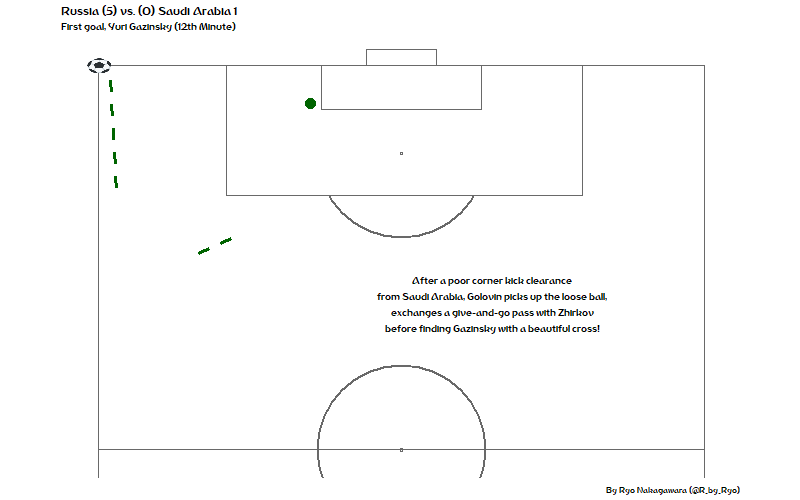 Russia (5) vs. (0) Saudi Arabia 1
First goal, Yuri Gazinsky (12th Minute)
After a poor corner kick clearance
from Saudi Arabia, Golovin picks up the loose ball,
exchanges a give-and-go pass with Zhirkov
before finding Gazinsky with a beautiful cross!
By Ryo Nakagawara (@R_by_Ryo)